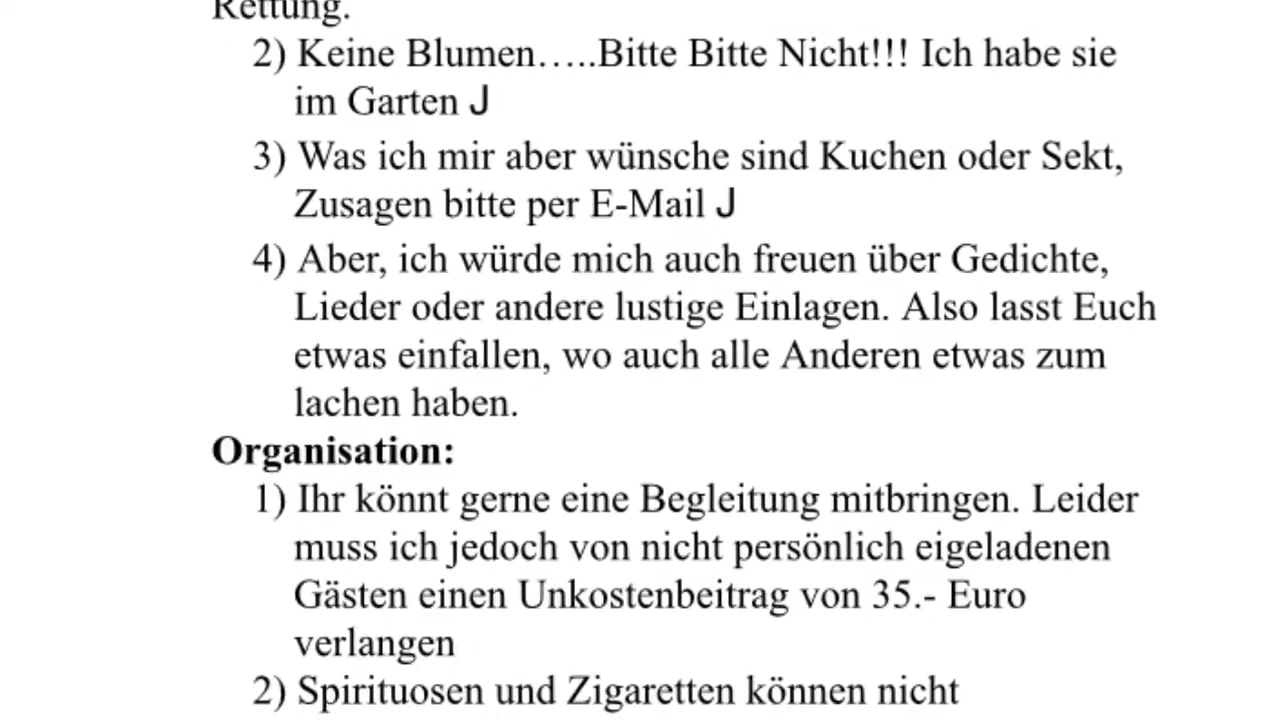 Rettung.
2) Keine Blumen…..Bitte Bitte Nicht!!! Ich habe sie
im Garten J
3) Was ich mir aber wünsche sind Kuchen oder Sekt,
Zusagen bitte per E-Mail J
4) Aber, ich würde mich auch freuen über Gedichte,
Lieder oder andere lustige Einlagen. Also lasst Euch
etwas einfallen, wo auch alle Anderen etwas zum
lachen haben.
Organisation:
1) Ihr könnt gerne eine Begleitung mitbringen. Leider
muss ich jedoch von nicht persönlich eigeladenen
Gästen einen Unkostenbeitrag von 35.- Euro
verlangen
2) Spirituosen und Zigaretten können nicht